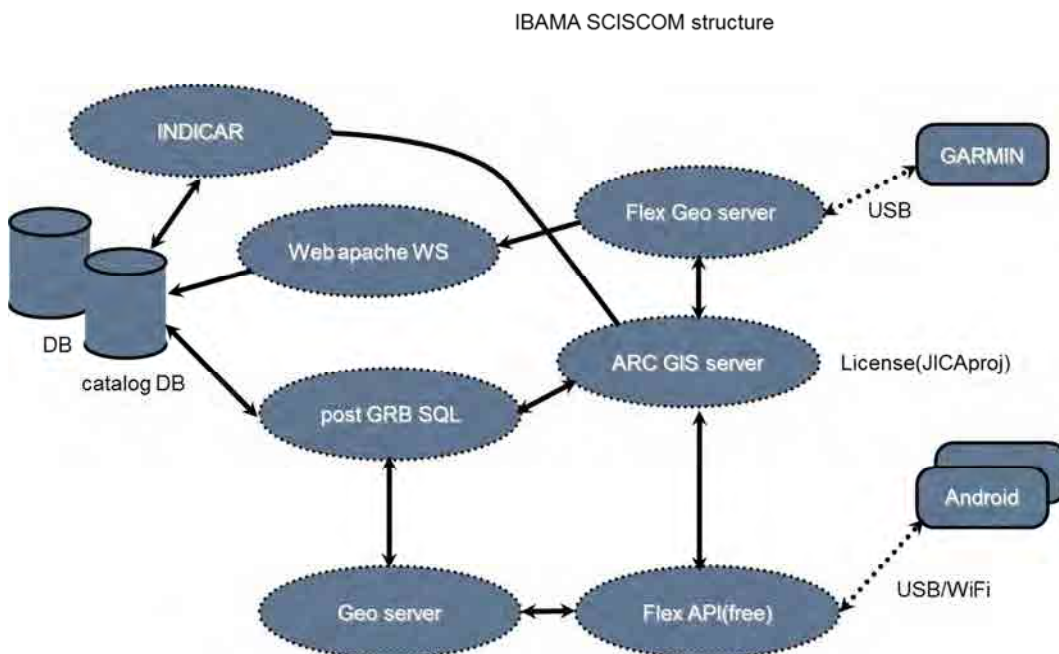 IBAMA SCISCOM structure
INDICAR
GARMIN
Flex Geo server
USB
Web apache WS
DB
ARC GIS server
License(JICAproj)
catalog DB
post GRB SQL
Android
USB/WiFi
Geo server
Flex API(free)